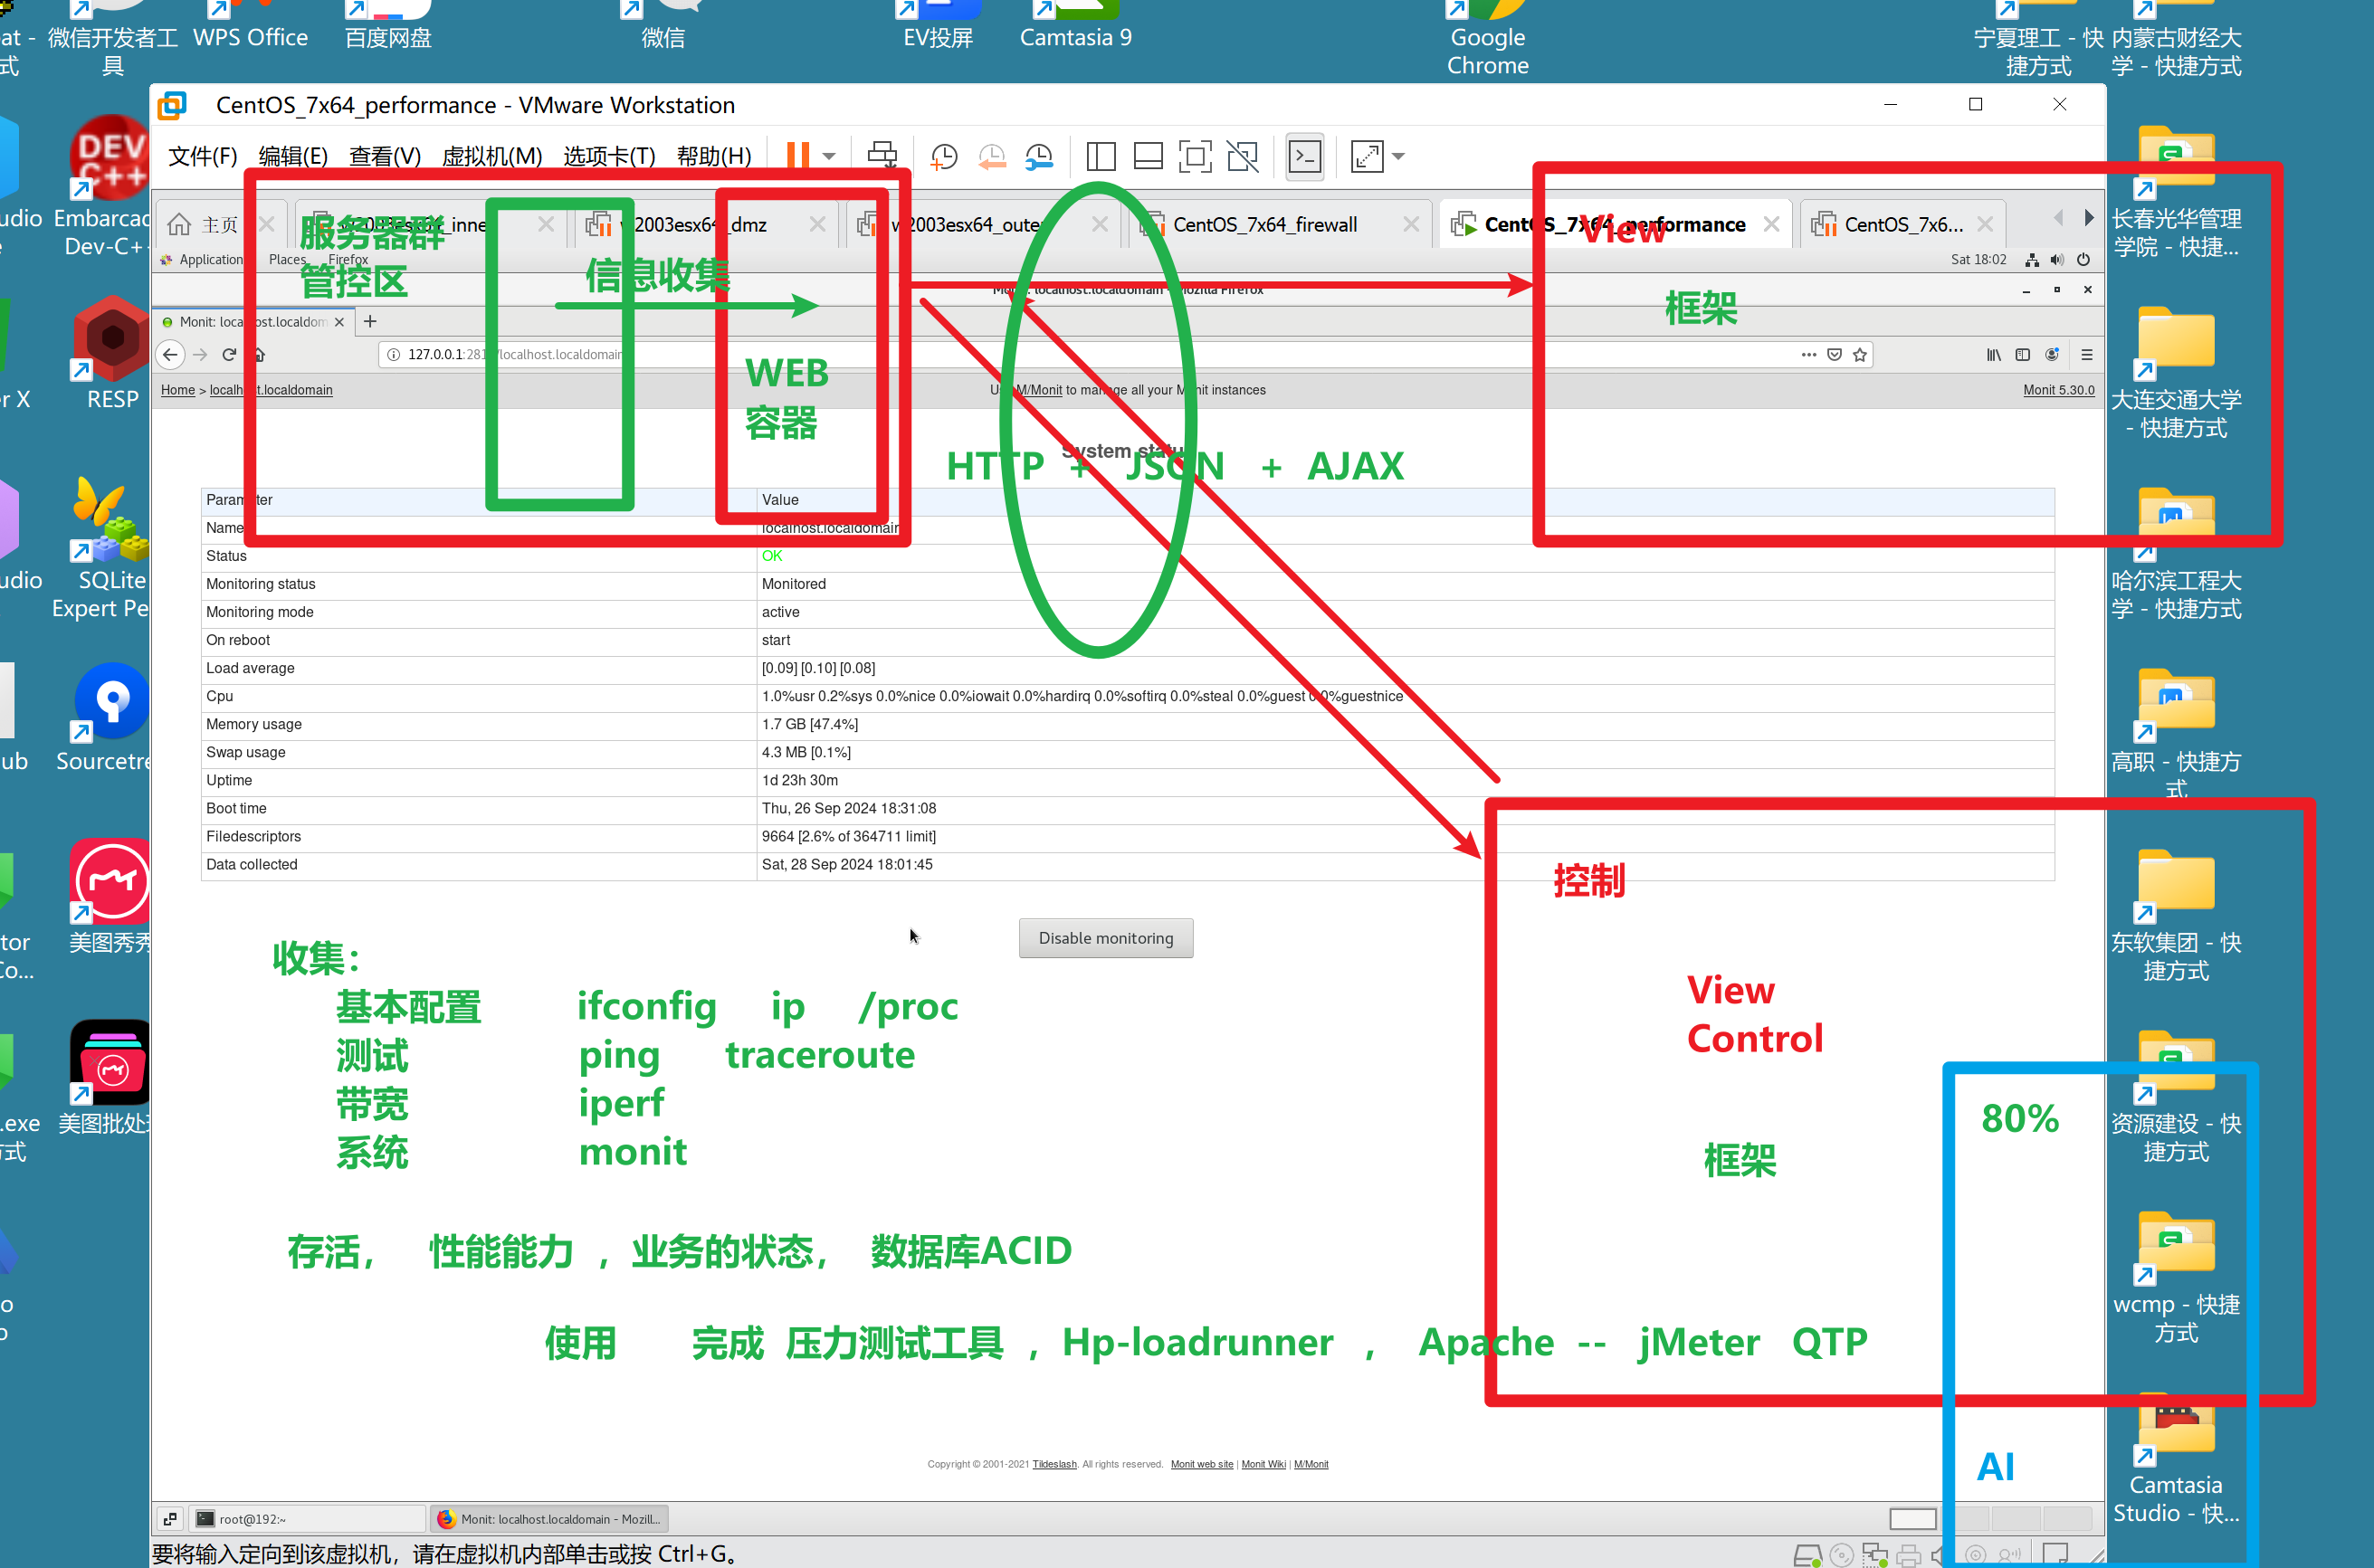 微信开发者工
具
WPS Office
百度网盘
微信
EV投屏
Camtasia 9
Google
Chrome
宁夏理工 - 快
捷方式
内蒙古财经大
学 - 快捷方式
CentOS_7x64_performance - VMware Workstation
文件(F) 编辑(E) 查看(V) 虚拟机(M) 选项卡(T) 帮助(H)
主页
w2003esx64_dmz
CentOS_7x64_firewall
CentOS_7x64_performance
CentOS_7x6...
服务器群
管控区
信息收集
View
框架
Applications Places Firefox
Sat 18:02
Monit: localhost.localdomain - Mozilla Firefox
Monit: localhost.localdom
127.0.0.1:281 /localhost.localdomain
Home > localhost.localdomain
Use M/Monit to manage all your Monit instances
Monit 5.30.0
WEB
容器
System status
HTTP + JSON + AJAX
Parameter Value
Name localhost.localdomain
Status OK
Monitoring status Monitored
Monitoring mode active
On reboot start
Load average [0.09] [0.10] [0.08]
Cpu 1.0%usr 0.2%sys 0.0%nice 0.0%iowait 0.0%hardirq 0.0%softirq 0.0%steal 0.0%guest 0.0%guestnice
Memory usage 1.7 GB [47.4%]
Swap usage 4.3 MB [0.1%]
Uptime 1d 23h 30m
Boot time Thu, 26 Sep 2024 18:31:08
Filedescriptors 9664 [2.6% of 364711 limit]
Data collected Sat, 28 Sep 2024 18:01:45
Disable monitoring
控制
View
Control
框架
80%
AI
收集：
基本配置 ifconfig ip /proc
测试 ping traceroute
带宽 iperf
系统 monit
存活， 性能能力 ，业务的状态， 数据库ACID
使用 完成 压力测试工具 ，Hp-loadrunner ， Apache -- jMeter QTP
Copyright © 2001-2021 Tildeslash. All rights reserved. Monit web site | Monit Wiki | M/Monit
root@192:~
Monit: localhost.localdomain - Mozill...
要将输入定向到该虚拟机，请在虚拟机内部单击或按 Ctrl+G。
DEV
C++
Embarcad
Dev-C++
RESP
SQLite
Expert Pe
Sourcetre
美图秀秀
美图批处
长春光华管理
学院 - 快捷...
大连交通大学
- 快捷方式
哈尔滨工程大
学 - 快捷方式
高职 - 快捷方
式
东软集团 - 快
捷方式
资源建设 - 快
捷方式
wcmp - 快捷
方式
Camtasia
Studio - 快...